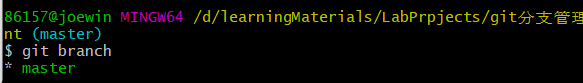 86157@joewin MINGW64 /d/learningMaterials/LabPrpjects/git分支管理
nt (master)
$ git branch
* master